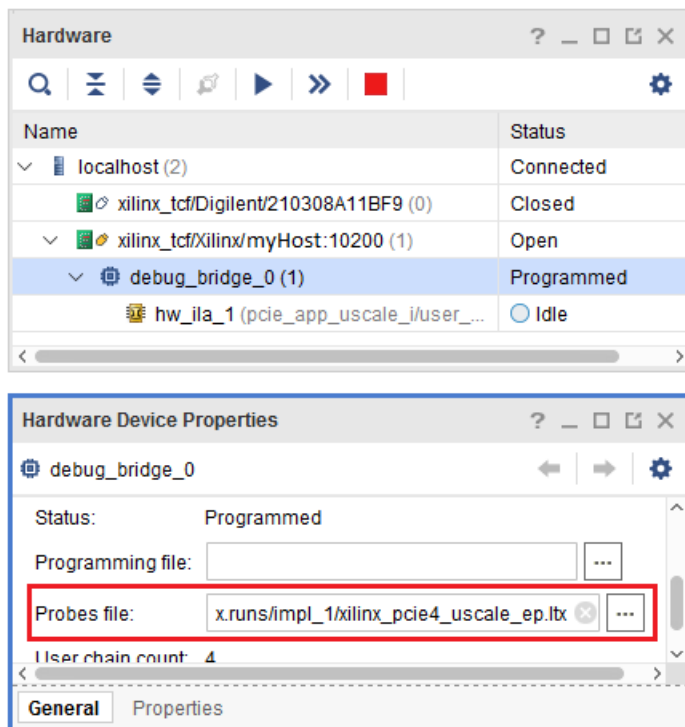 Hardware
Name Status
localhost (2) Connected
xilinx_tcf/Digilent/210308A11BF9 (0) Closed
xilinx_tcf/Xilinx/myHost:10200 (1) Open
debug_bridge_0 (1) Programmed
hw_ila_1 (pcie_app_uscale_i/user_... Idle
Hardware Device Properties
debug_bridge_0
Status: Programmed
Programming file: ...
Probes file: x.runs/impl_1/xilinx_pcie4_uscale_ep.ltx ...
User chain count: 4
General Properties